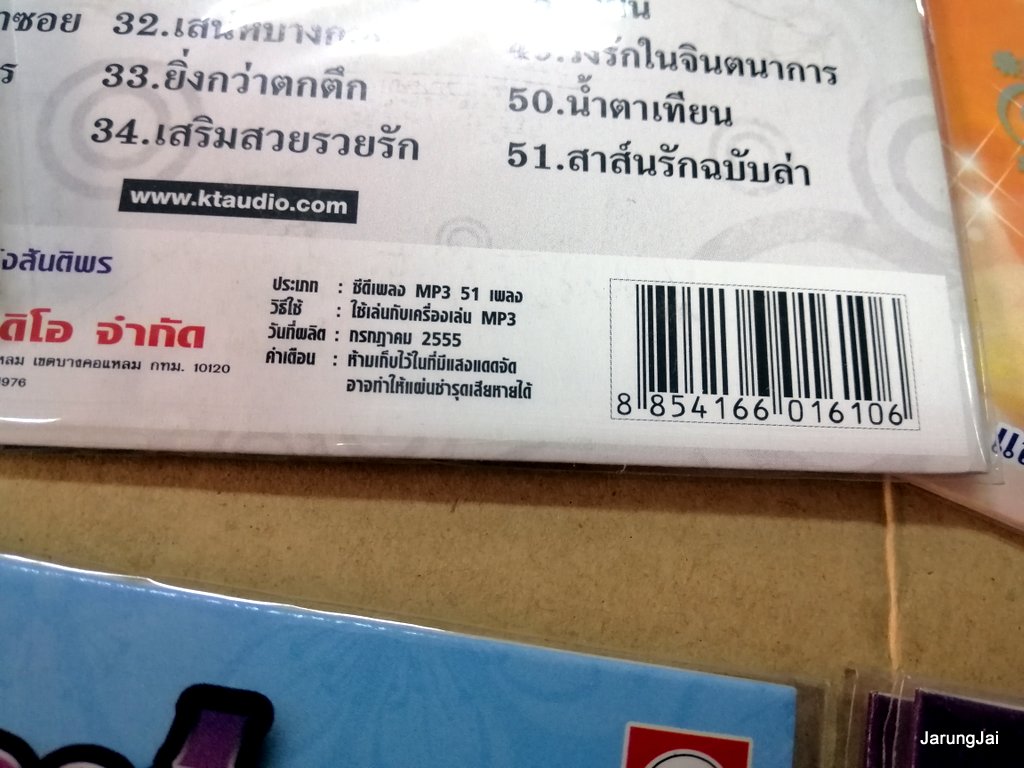 32.เสน่ห์บาง
33.ยิ่งกว่าตกตึก
34.เสริมสวยรวยรัก
รักในจินตนาการ
50.น้ำตาเทียน
51.สาส์นรักฉบับล่า
www.ktaudio.com
งสันติพร
ดิโอ จำกัด
หลม เขตบางคอแหลม กทม. 10120
1976
ประเภท : ซีดีเพลง MP3 51 เพลง
วิธีใช้ : ใช้เล่นกับเครื่องเล่น MP3
วันที่ผลิต : กรกฎาคม 2555
คำเตือน : ห้ามเก็บไว้ในที่มีแสงแดดจัด
อาจทำให้แผ่นชำรุดเสียหายได้
8 854166 016106
JarungJai